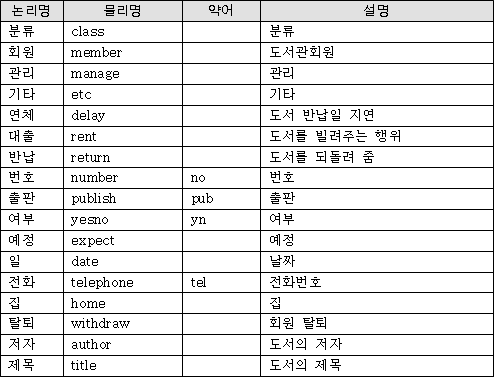 논리명 물리명 약어 설명
분류 class 분류
회원 member 도서관회원
관리 manage 관리
기타 etc 기타
연체 delay 도서 반납일 지연
대출 rent 도서를 빌려주는 행위
반납 return 도서를 되돌려 줌
번호 number no 번호
출판 publish pub 출판
여부 yesno yn 여부
예정 expect 예정
일 date 날짜
전화 telephone tel 전화번호
집 home 집
탈퇴 withdraw 회원 탈퇴
저자 author 도서의 저자
제목 title 도서의 제목